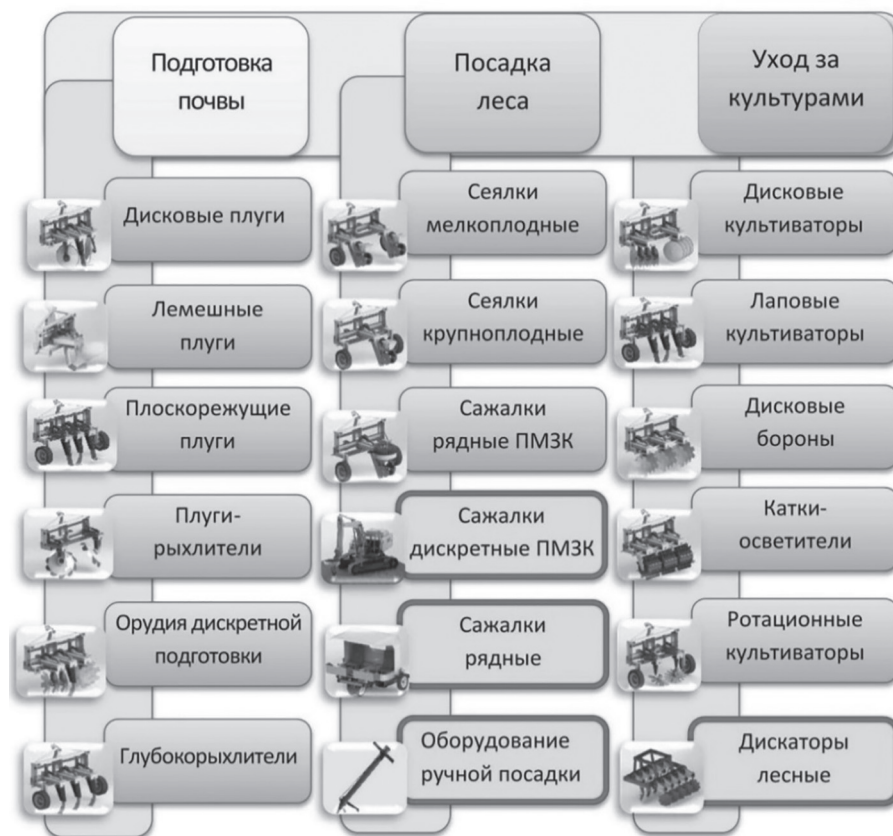 Подготовка
почвы
Дисковые плуги
Лемешные
плуги
Плоскорежущие
плуги
Плуги-
рыхлители
Орудия дискретной
подготовки
Глубокорыхлители
Посадка
леса
Сеялки
мелкоплодные
Сеялки
крупноплодные
Сажалки
рядные ПМЗК
Сажалки
дискретные ПМЗК
Сажалки
рядные
Оборудование
ручной посадки
Уход за
культурами
Дисковые
культиваторы
Лаповые
культиваторы
Дисковые
бороны
Катки-
осветители
Ротационные
культиваторы
Дискаторы
лесные